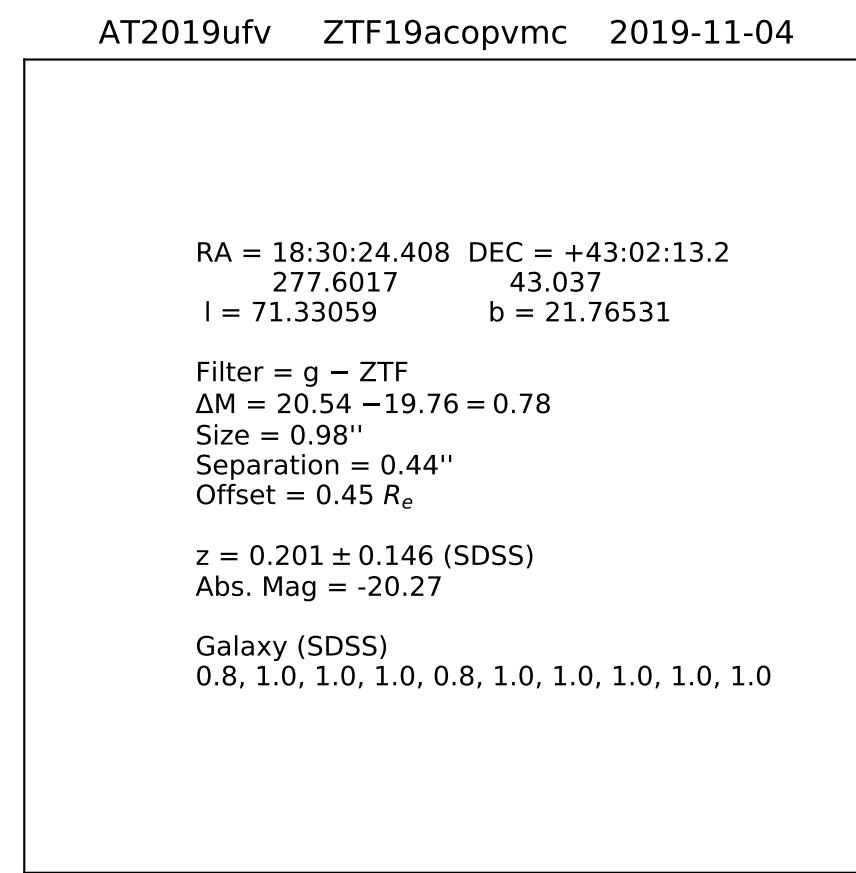 AT2019ufv ZTF19acopvmc 2019-11-04
RA = 18:30:24.408 DEC = +43:02:13.2
277.6017 43.037
l = 71.33059 b = 21.76531
Filter = g − ZTF
ΔM = 20.54 −19.76 = 0.78
Size = 0.98''
Separation = 0.44''
Offset = 0.45 Rₑ
z = 0.201 ± 0.146 (SDSS)
Abs. Mag = -20.27
Galaxy (SDSS)
0.8, 1.0, 1.0, 1.0, 0.8, 1.0, 1.0, 1.0, 1.0, 1.0